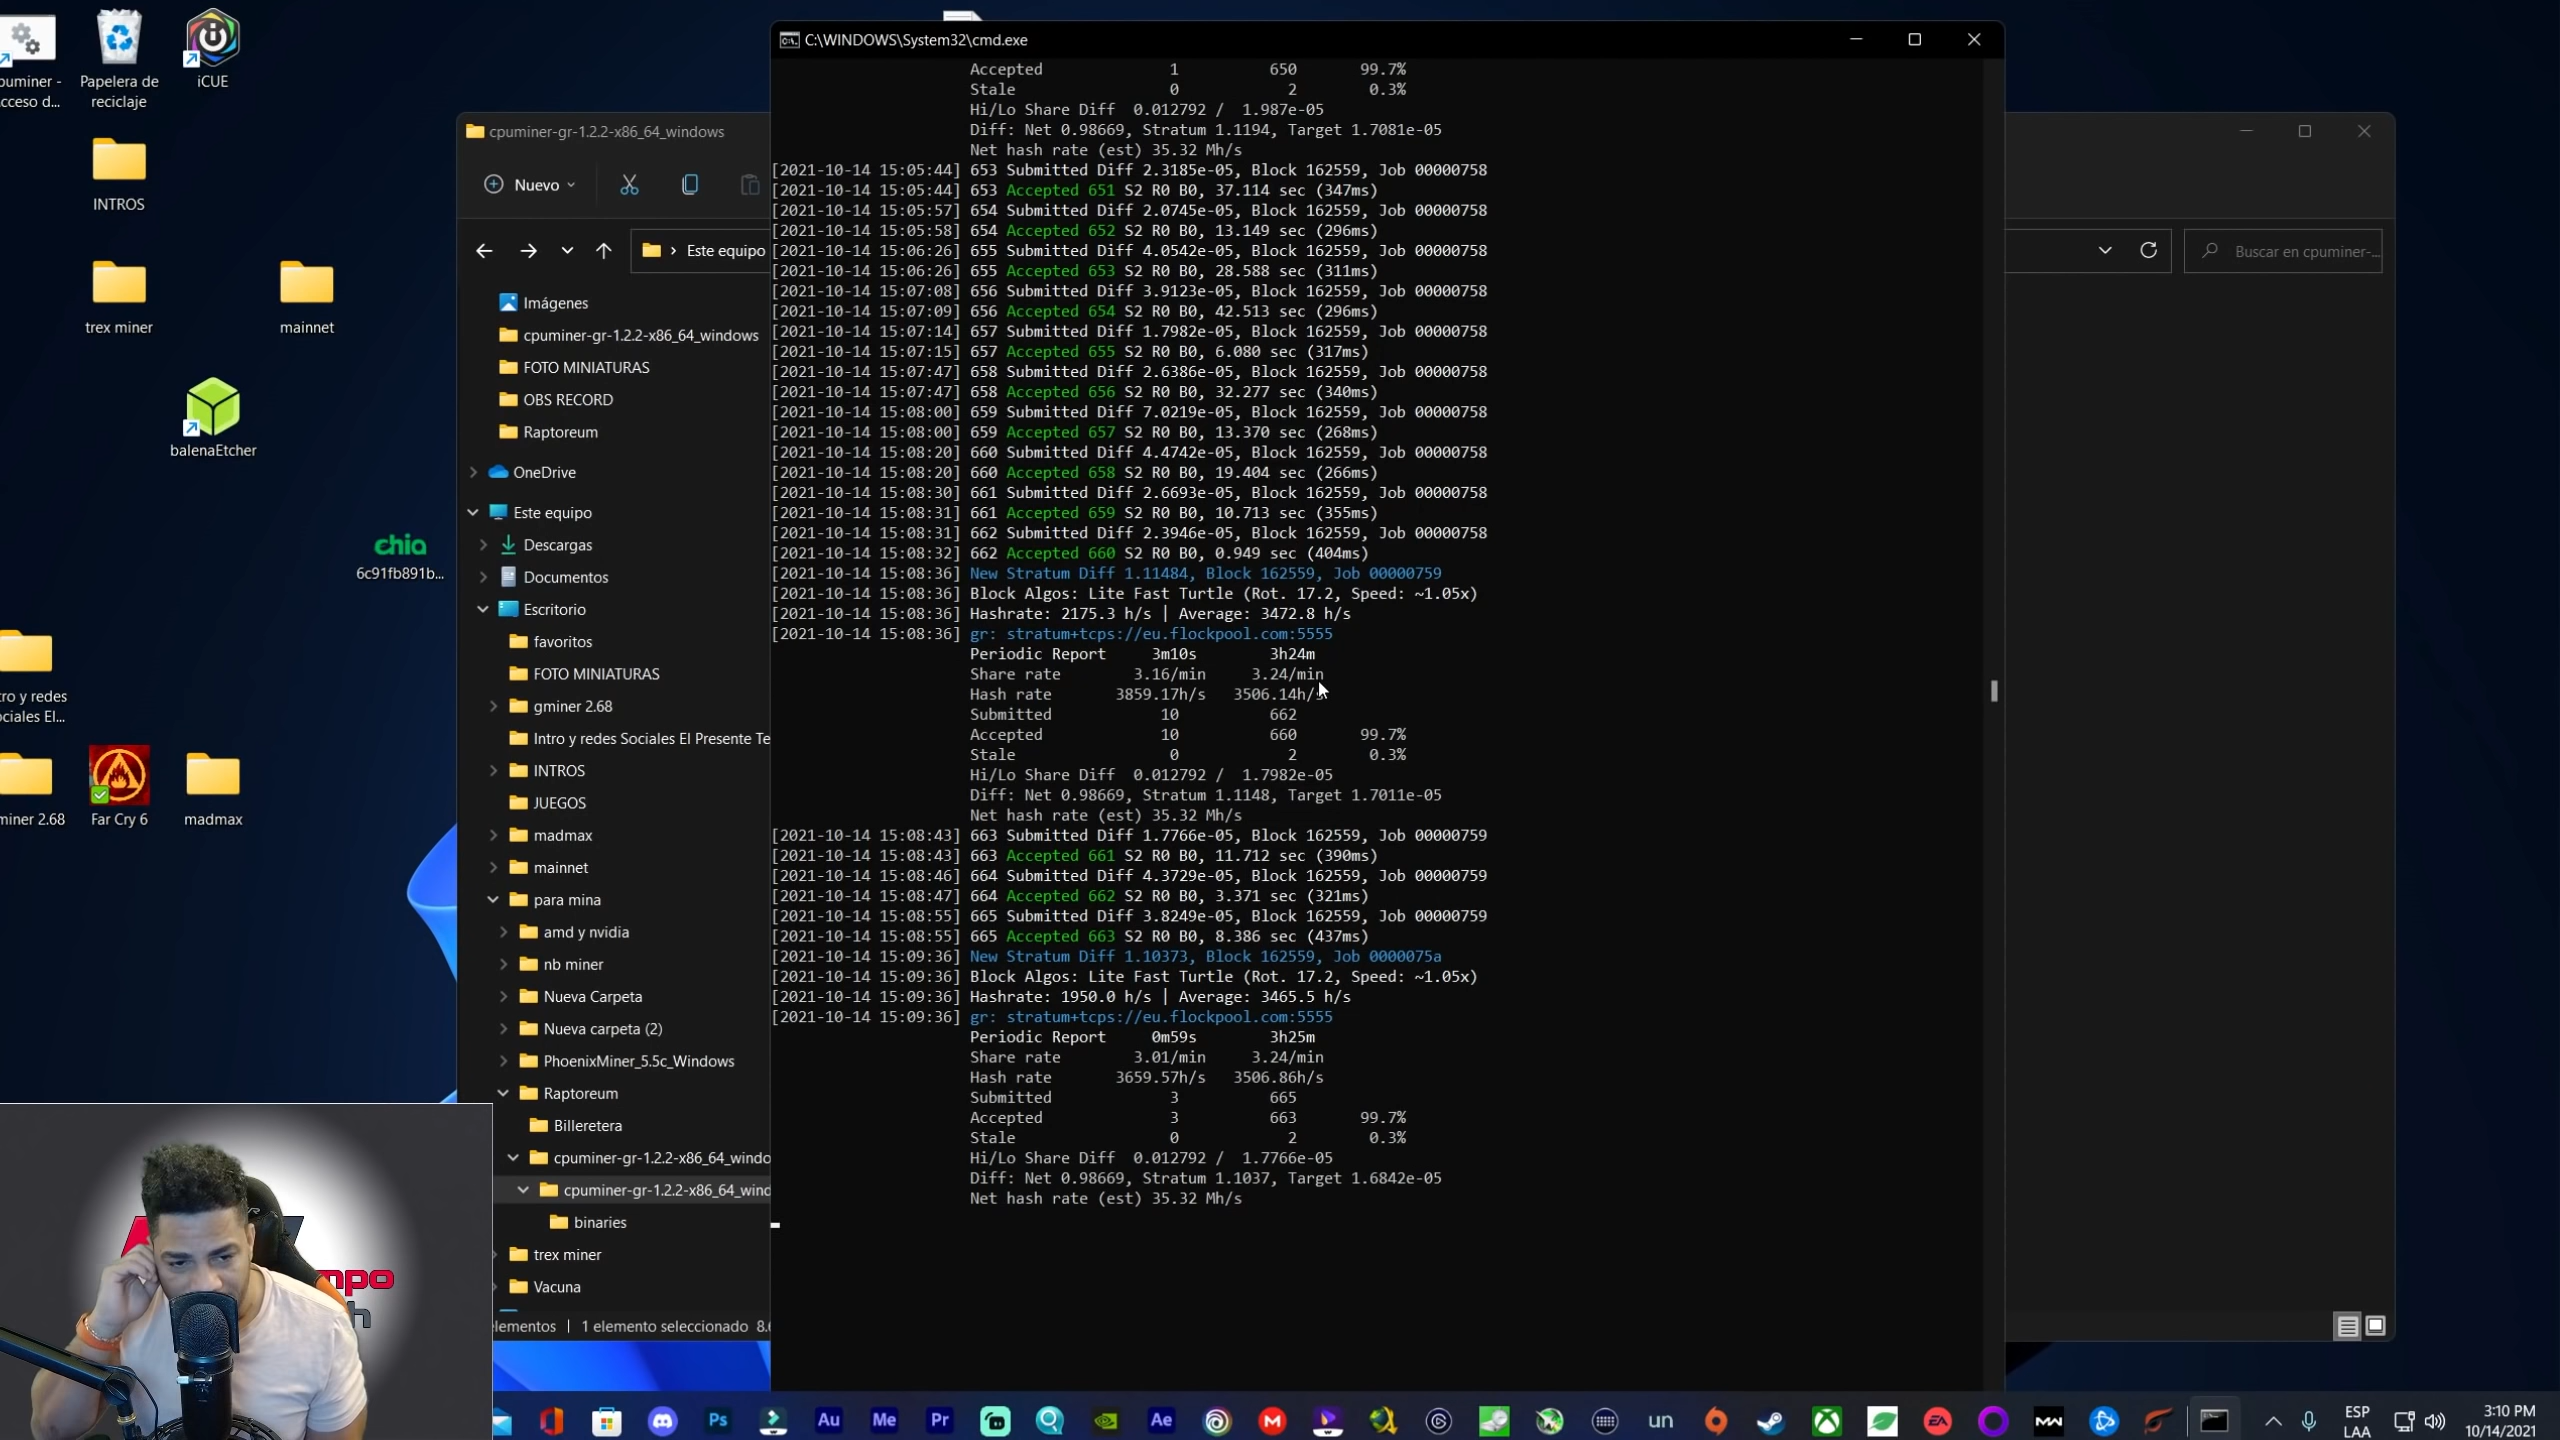 C:\WINDOWS\System32\cmd.exe
Accepted 1 650 99.7%
Stale 0 2 0.3%
Hi/Lo Share Diff 0.012792 / 1.987e-05
Diff: Net 0.98669, Stratum 1.1194, Target 1.7081e-05
Net hash rate (est) 35.32 Mh/s
[2021-10-14 15:05:44] 653 Submitted Diff 2.3185e-05, Block 162559, Job 00000758
[2021-10-14 15:05:44] 653 Accepted 651 S2 R0 B0, 37.114 sec (347ms)
[2021-10-14 15:05:57] 654 Submitted Diff 2.0745e-05, Block 162559, Job 00000758
[2021-10-14 15:05:58] 654 Accepted 652 S2 R0 B0, 13.149 sec (296ms)
[2021-10-14 15:06:26] 655 Submitted Diff 4.0542e-05, Block 162559, Job 00000758
[2021-10-14 15:06:26] 655 Accepted 653 S2 R0 B0, 28.588 sec (311ms)
[2021-10-14 15:07:08] 656 Submitted Diff 3.9123e-05, Block 162559, Job 00000758
[2021-10-14 15:07:09] 656 Accepted 654 S2 R0 B0, 42.513 sec (296ms)
[2021-10-14 15:07:14] 657 Submitted Diff 1.7982e-05, Block 162559, Job 00000758
[2021-10-14 15:07:15] 657 Accepted 655 S2 R0 B0, 6.080 sec (317ms)
[2021-10-14 15:07:47] 658 Submitted Diff 2.6386e-05, Block 162559, Job 00000758
[2021-10-14 15:07:47] 658 Accepted 656 S2 R0 B0, 32.277 sec (340ms)
[2021-10-14 15:08:00] 659 Submitted Diff 7.0219e-05, Block 162559, Job 00000758
[2021-10-14 15:08:00] 659 Accepted 657 S2 R0 B0, 13.370 sec (268ms)
[2021-10-14 15:08:20] 660 Submitted Diff 4.4742e-05, Block 162559, Job 00000758
[2021-10-14 15:08:20] 660 Accepted 658 S2 R0 B0, 19.404 sec (266ms)
[2021-10-14 15:08:30] 661 Submitted Diff 2.6693e-05, Block 162559, Job 00000758
[2021-10-14 15:08:31] 661 Accepted 659 S2 R0 B0, 10.713 sec (355ms)
[2021-10-14 15:08:31] 662 Submitted Diff 2.3946e-05, Block 162559, Job 00000758
[2021-10-14 15:08:32] 662 Accepted 660 S2 R0 B0, 0.949 sec (404ms)
[2021-10-14 15:08:36] New Stratum Diff 1.11484, Block 162559, Job 00000759
[2021-10-14 15:08:36] Block Algos: Lite Fast Turtle (Rot. 17.2, Speed: ~1.05x)
[2021-10-14 15:08:36] Hashrate: 2175.3 h/s | Average: 3472.8 h/s
[2021-10-14 15:08:36] gr: stratum+tcps://eu.flockpool.com:5555
Periodic Report 3m10s 3h24m
Share rate 3.16/min 3.24/min
Hash rate 3859.17h/s 3506.14h/s
Submitted 10 662
Accepted 10 660 99.7%
Stale 0 2 0.3%
Hi/Lo Share Diff 0.012792 / 1.7982e-05
Diff: Net 0.98669, Stratum 1.1148, Target 1.7011e-05
Net hash rate (est) 35.32 Mh/s
[2021-10-14 15:08:43] 663 Submitted Diff 1.7766e-05, Block 162559, Job 00000759
[2021-10-14 15:08:43] 663 Accepted 661 S2 R0 B0, 11.712 sec (390ms)
[2021-10-14 15:08:46] 664 Submitted Diff 4.3729e-05, Block 162559, Job 00000759
[2021-10-14 15:08:47] 664 Accepted 662 S2 R0 B0, 3.371 sec (321ms)
[2021-10-14 15:08:55] 665 Submitted Diff 3.8249e-05, Block 162559, Job 00000759
[2021-10-14 15:08:55] 665 Accepted 663 S2 R0 B0, 8.386 sec (437ms)
[2021-10-14 15:09:36] New Stratum Diff 1.10373, Block 162559, Job 0000075a
[2021-10-14 15:09:36] Block Algos: Lite Fast Turtle (Rot. 17.2, Speed: ~1.05x)
[2021-10-14 15:09:36] Hashrate: 1950.0 h/s | Average: 3465.5 h/s
[2021-10-14 15:09:36] gr: stratum+tcps://eu.flockpool.com:5555
Periodic Report 0m59s 3h25m
Share rate 3.01/min 3.24/min
Hash rate 3659.57h/s 3506.86h/s
Submitted 3 665
Accepted 3 663 99.7%
Stale 0 2 0.3%
Hi/Lo Share Diff 0.012792 / 1.7766e-05
Diff: Net 0.98669, Stratum 1.1037, Target 1.6842e-05
Net hash rate (est) 35.32 Mh/s
puminer -
cceso d...
Papelera de
reciclaje
iCUE
INTROS
trex miner
mainnet
balenaEtcher
chia
6c91fb891b...
ro y redes
ciales El...
miner 2.68
Far Cry 6
madmax
cpuminer-gr-1.2.2-x86_64_windows
Nuevo
Este equipo
Buscar en cpuminer-...
Imágenes
cpuminer-gr-1.2.2-x86_64_windows
FOTO MINIATURAS
OBS RECORD
Raptoreum
OneDrive
Este equipo
Descargas
Documentos
Escritorio
favoritos
FOTO MINIATURAS
gminer 2.68
Intro y redes Sociales El Presente Te
INTROS
JUEGOS
madmax
mainnet
para mina
amd y nvidia
nb miner
Nueva Carpeta
Nueva carpeta (2)
PhoenixMiner_5.5c_Windows
Raptoreum
Billeretera
cpuminer-gr-1.2.2-x86_64_windo
cpuminer-gr-1.2.2-x86_64_wind
binaries
trex miner
Vacuna
elementos | 1 elemento seleccionado 8.6
mpo
h
Ps
Au
Me
Pr
Ae
un
EA
MW
ESP
LAA
3:10 PM
10/14/2021